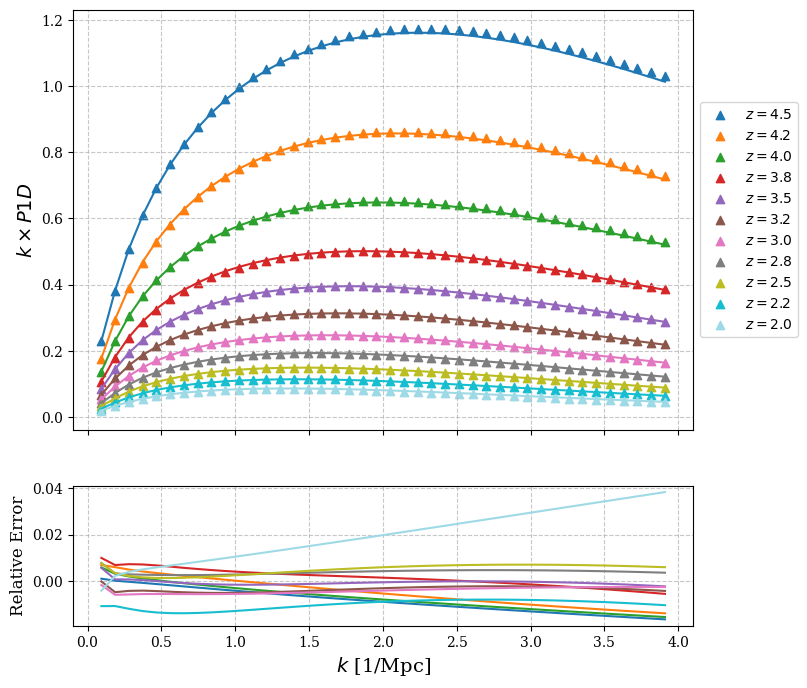 1.2
1.0
0.8
0.6
0.4
0.2
0.0
k × P1D
z = 4.5
z = 4.2
z = 4.0
z = 3.8
z = 3.5
z = 3.2
z = 3.0
z = 2.8
z = 2.5
z = 2.2
z = 2.0
0.04
0.02
0.00
Relative Error
0.0 0.5 1.0 1.5 2.0 2.5 3.0 3.5 4.0
k [1/Mpc]